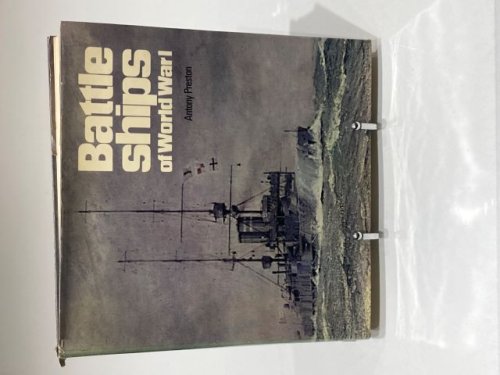 Battle
ships
of World War I
Antony Preston